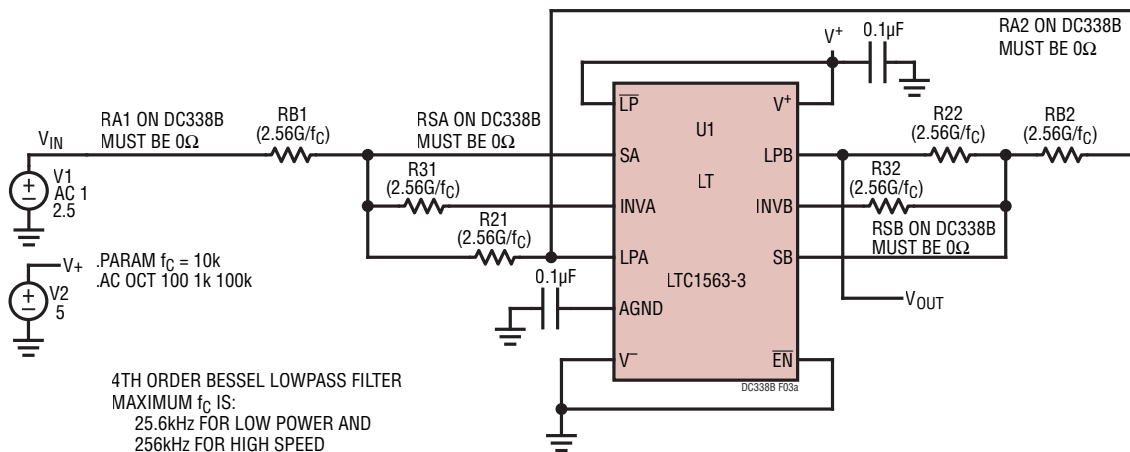 RA2 ON DC338B
MUST BE 0Ω
V+
0.1µF
RA1 ON DC338B
MUST BE 0Ω
RB1
(2.56G/fC)
RSA ON DC338B
MUST BE 0Ω
R22
(2.56G/fC)
RB2
(2.56G/fC)
VIN
V1
AC 1
2.5
R31
(2.56G/fC)
R21
(2.56G/fC)
LP
V+
U1
SA
LPB
LT
INVA
INVB
LPA
SB
LTC1563-3
AGND
V–
EN
DC338B F03a
R32
(2.56G/fC)
RSB ON DC338B
MUST BE 0Ω
VOUT
0.1µF
V+
V2
5
.PARAM fC = 10k
.AC OCT 100 1k 100k
4TH ORDER BESSEL LOWPASS FILTER
MAXIMUM fC IS:
25.6kHz FOR LOW POWER AND
256kHz FOR HIGH SPEED